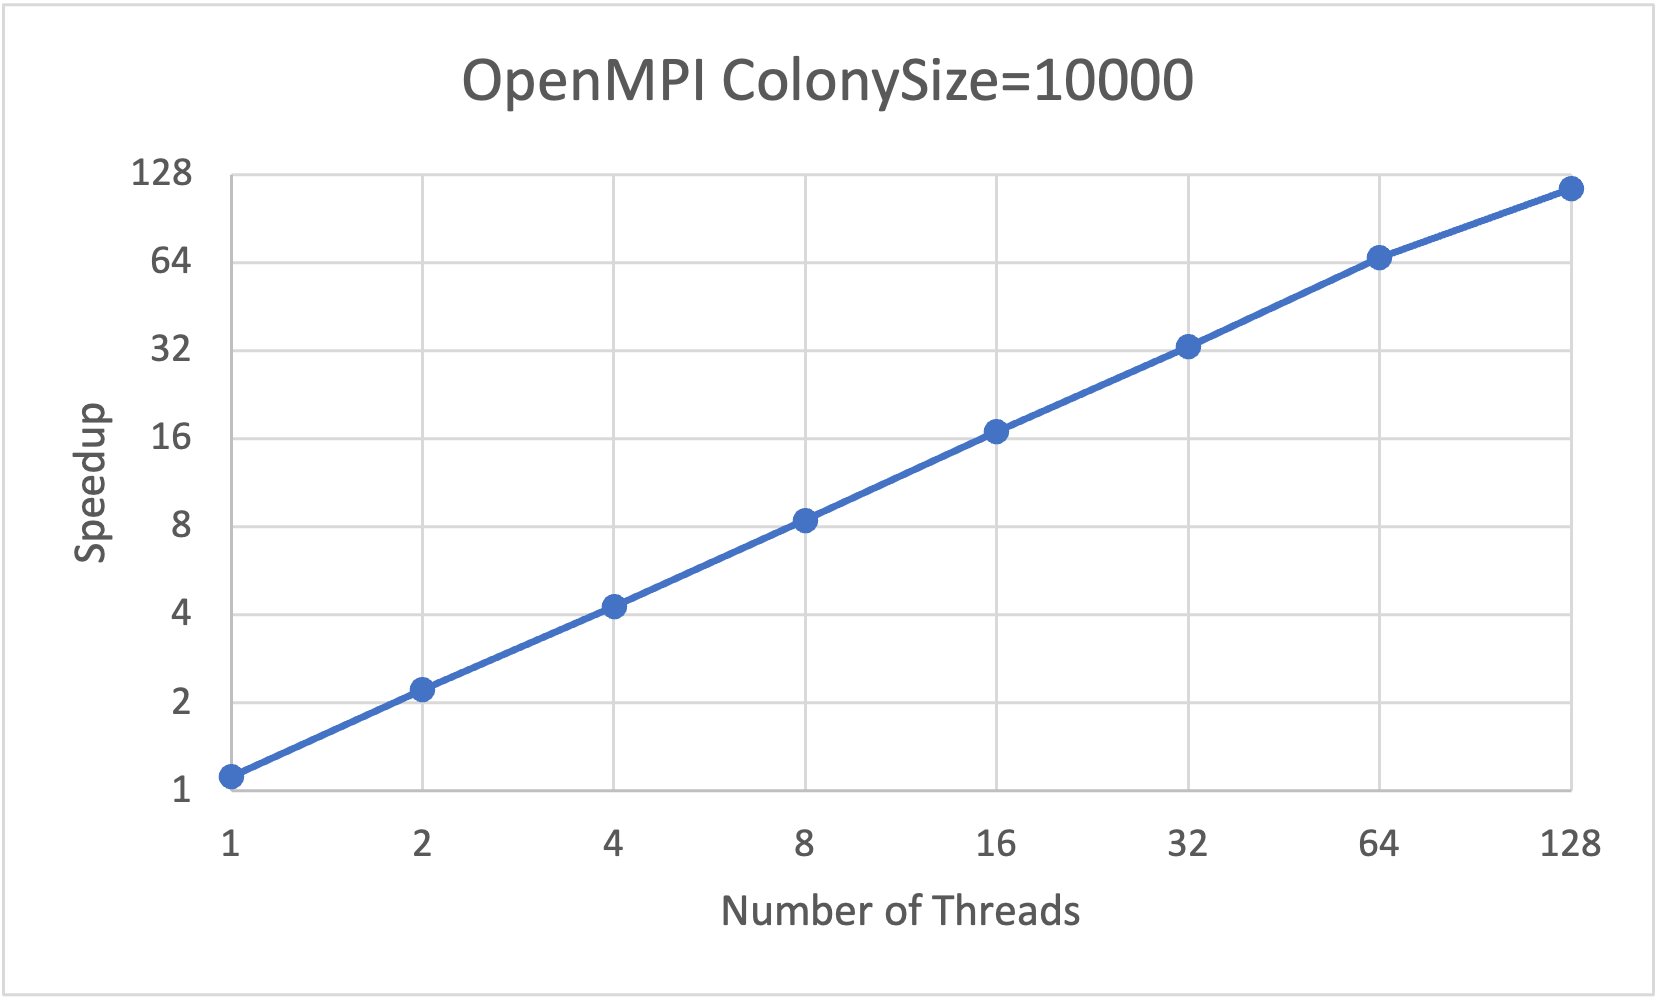 OpenMPI ColonySize=10000
128
64
32
16
8
4
2
1
Speedup
1 2 4 8 16 32 64 128
Number of Threads